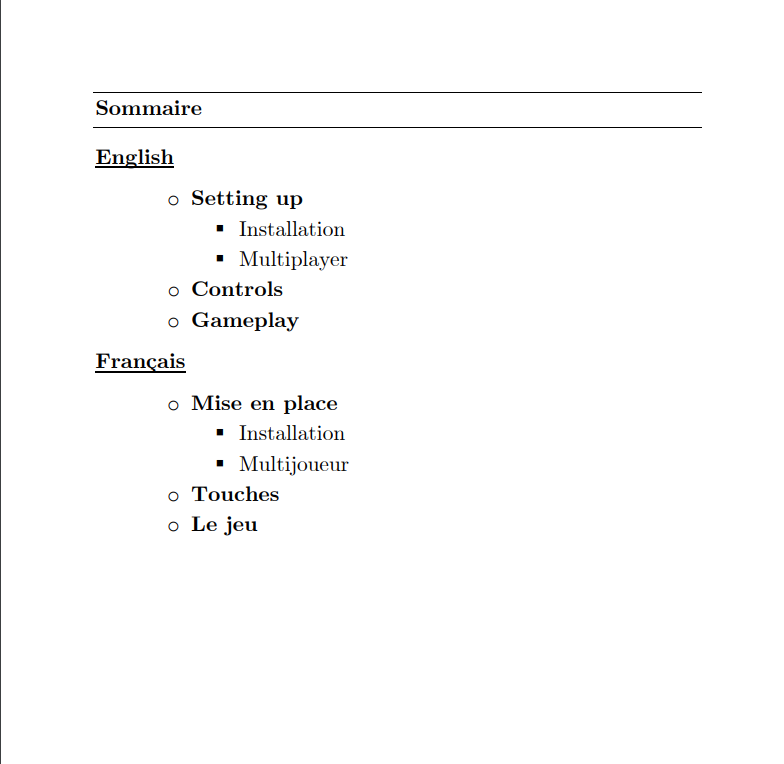 Sommaire
English
Setting up
Installation
Multiplayer
Controls
Gameplay
Français
Mise en place
Installation
Multijoueur
Touches
Le jeu